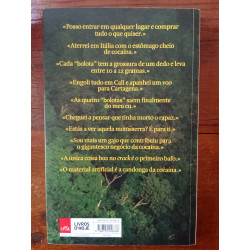 «Posso entrar em qualquer lugar e comprar
tudo o que quiser.»
«Aterrei em Itália com o estômago cheio
de cocaína.»
Cada “bolota” tem a grossura de um dedo e leva
entre 10 a 12 gramas.»
«Engoli tudo em Cali e apanhei um voo
para Cartagena.»
«As quatro “bolotas” saem finalmente
do meu cu.»
«Cheguei a pensar que tinha morto o rapaz.»
«Estás a ver aquela montanha? É para ti.»
«Sou mais um gajo que contribui para
o gigantesco negócio da cocaína.»
«A única coisa boa no crack é o primeiro bafo.»
«O material artificial é a candonga da cocaína.»
LIVROS
D'HOJE